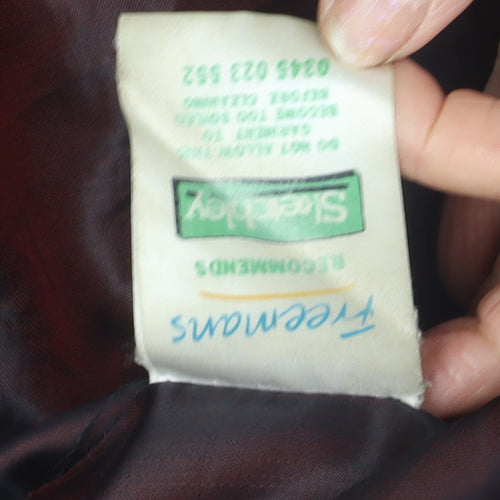 Freemans
RECOMMENDS
Sketchley
DO NOT ALLOW THIS
GARMENT TO
BECOME TOO SOILED
BEFORE CLEANING
0345 023 552